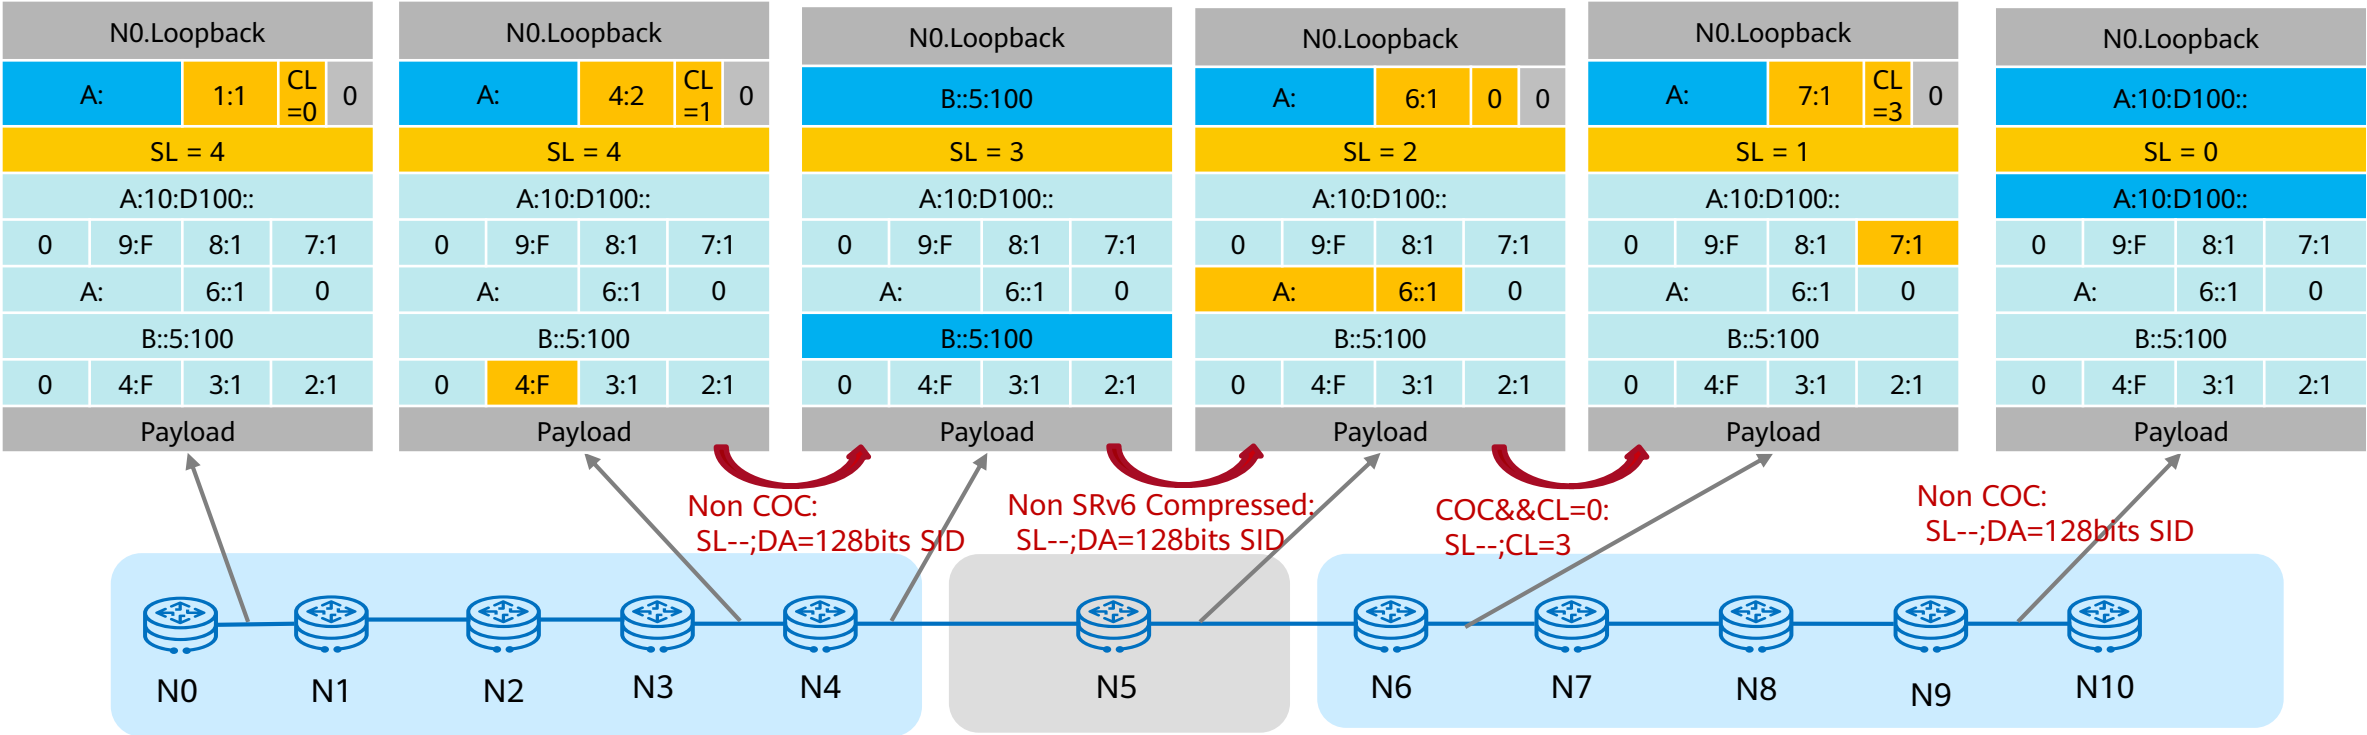 N0.Loopback
A: 1:1 CL =0 0
SL = 4
A:10:D100::
0 9:F 8:1 7:1
A: 6::1 0
B::5:100
0 4:F 3:1 2:1
Payload
N0.Loopback
A: 4:2 CL =1 0
SL = 4
A:10:D100::
0 9:F 8:1 7:1
A: 6::1 0
B::5:100
0 4:F 3:1 2:1
Payload
N0.Loopback
B::5:100
SL = 3
A:10:D100::
0 9:F 8:1 7:1
A: 6::1 0
B::5:100
0 4:F 3:1 2:1
Payload
N0.Loopback
A: 6:1 0 0
SL = 2
A:10:D100::
0 9:F 8:1 7:1
A: 6::1 0
B::5:100
0 4:F 3:1 2:1
Payload
N0.Loopback
A: 7:1 CL =3 0
SL = 1
A:10:D100::
0 9:F 8:1 7:1
A: 6::1 0
B::5:100
0 4:F 3:1 2:1
Payload
N0.Loopback
A:10:D100::
SL = 0
A:10:D100::
0 9:F 8:1 7:1
A: 6::1 0
B::5:100
0 4:F 3:1 2:1
Payload
Non COC:
SL--;DA=128bits SID
Non SRv6 Compressed:
SL--;DA=128bits SID
COC&&CL=0:
SL--;CL=3
Non COC:
SL--;DA=128bits SID
N0 N1 N2 N3 N4 N5 N6 N7 N8 N9 N10